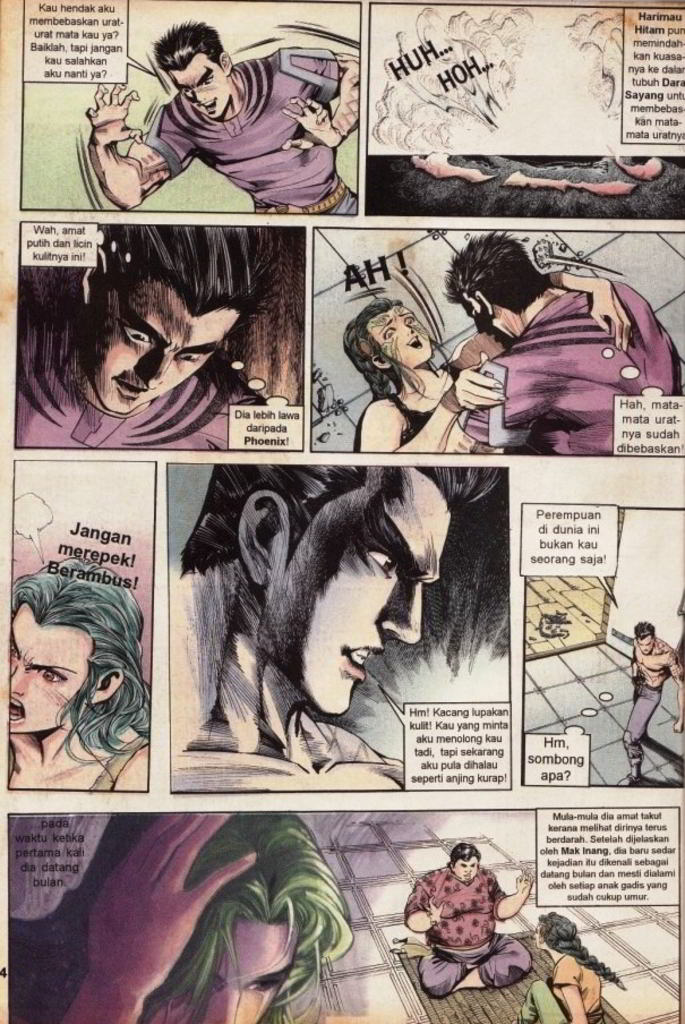 Kau hendak aku
membebaskan urat-
urat mata kau ya?
Baiklah, tapi jangan
kau salahkan
aku nanti ya?
HUH...
HOH...
Harimau
Hitam pun
memindah-
kan kuasa-
nya ke dalam
tubuh Dara
Sayang untuk
membebas-
kan mata-
mata uratnya
Wah, amat
putih dan licin
kulitnya ini!
Dia lebih lawa
daripada
Phoenix!
AH!
Hah, mata-
mata urat-
nya sudah
dibebaskan!
Jangan
merepek!
Berambus!
Hm! Kacang lupakan
kulit! Kau yang minta
aku menolong kau
tadi, tapi sekarang
aku pula dihalau
seperti anjing kurap!
Perempuan
di dunia ini
bukan kau
seorang saja!
Hm,
sombong
apa?
pada
waktu ketika
pertama kali
dia datang
bulan.
Mula-mula dia amat takut
kerana melihat dirinya terus
berdarah. Setelah dijelaskan
oleh Mak Inang, dia baru sedar
kejadian itu dikenali sebagai
datang bulan dan mesti dialami
oleh setiap anak gadis yang
sudah cukup umur.
4